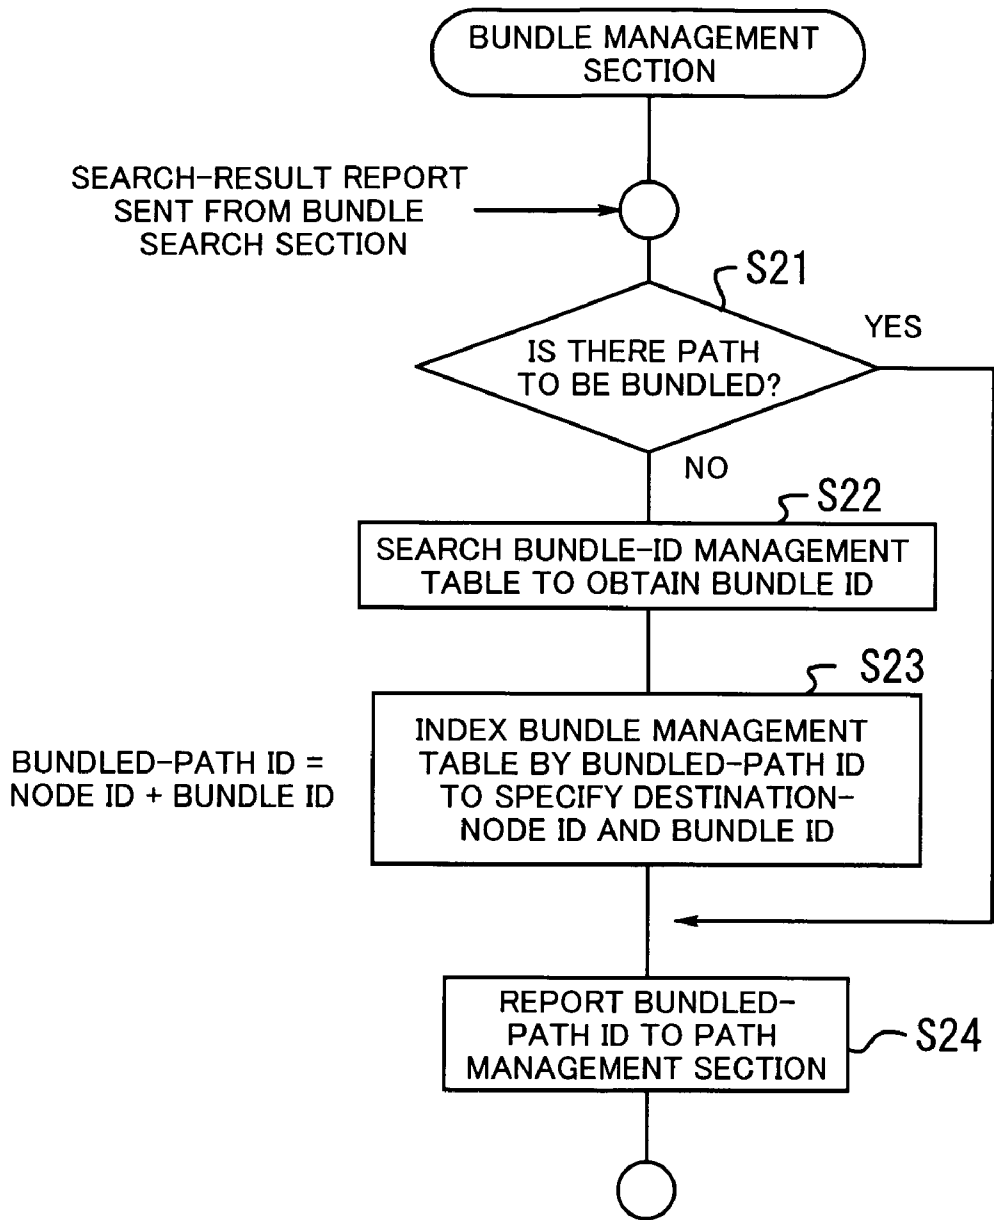 BUNDLE MANAGEMENT
SECTION
SEARCH-RESULT REPORT
SENT FROM BUNDLE
SEARCH SECTION
S21
YES
IS THERE PATH
TO BE BUNDLED?
NO
S22
SEARCH BUNDLE-ID MANAGEMENT
TABLE TO OBTAIN BUNDLE ID
S23
INDEX BUNDLE MANAGEMENT
TABLE BY BUNDLED-PATH ID
TO SPECIFY DESTINATION-
NODE ID AND BUNDLE ID
BUNDLED-PATH ID =
NODE ID + BUNDLE ID
REPORT BUNDLED-
PATH ID TO PATH
MANAGEMENT SECTION
S24